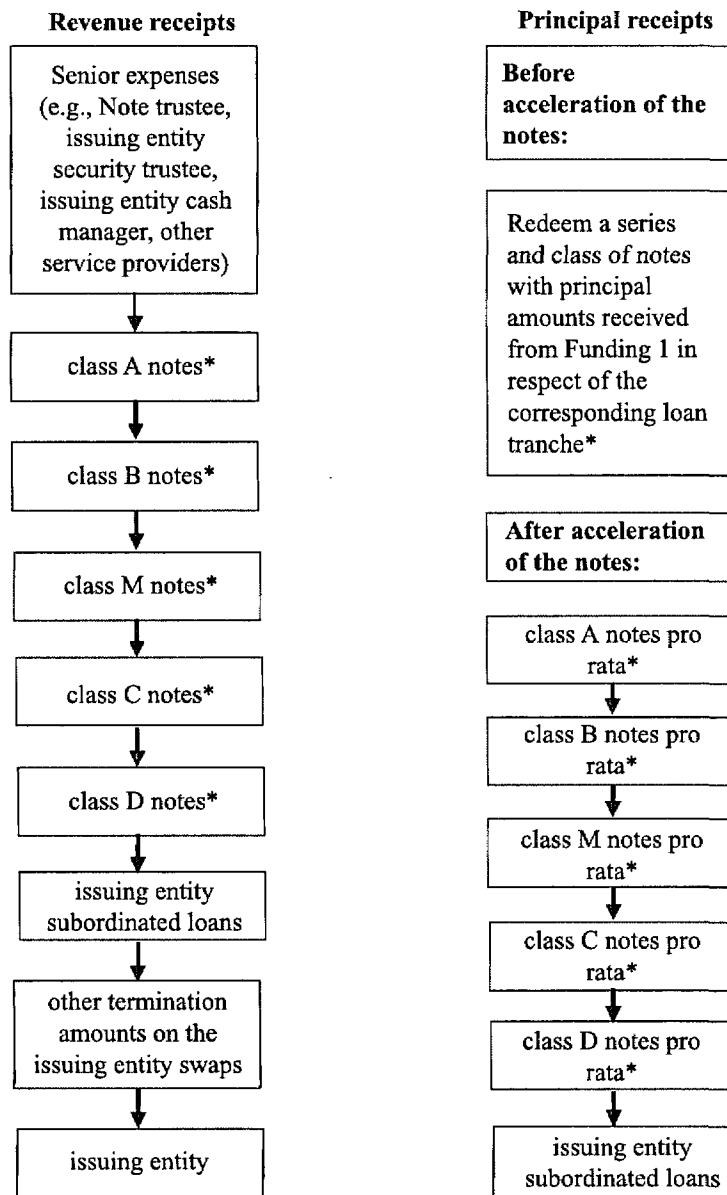 Revenue receipts
Senior expenses
(e.g., Note trustee,
issuing entity
security trustee,
issuing entity cash
manager, other
service providers)
class A notes*
class B notes*
class M notes*
class C notes*
class D notes*
issuing entity
subordinated loans
other termination
amounts on the
issuing entity swaps
issuing entity
Principal receipts
Before
acceleration of the
notes:
Redeem a series
and class of notes
with principal
amounts received
from Funding 1 in
respect of the
corresponding loan
tranche*
After acceleration
of the notes:
class A notes pro
rata*
class B notes pro
rata*
class M notes pro
rata*
class C notes pro
rata*
class D notes pro
rata*
issuing entity
subordinated loans